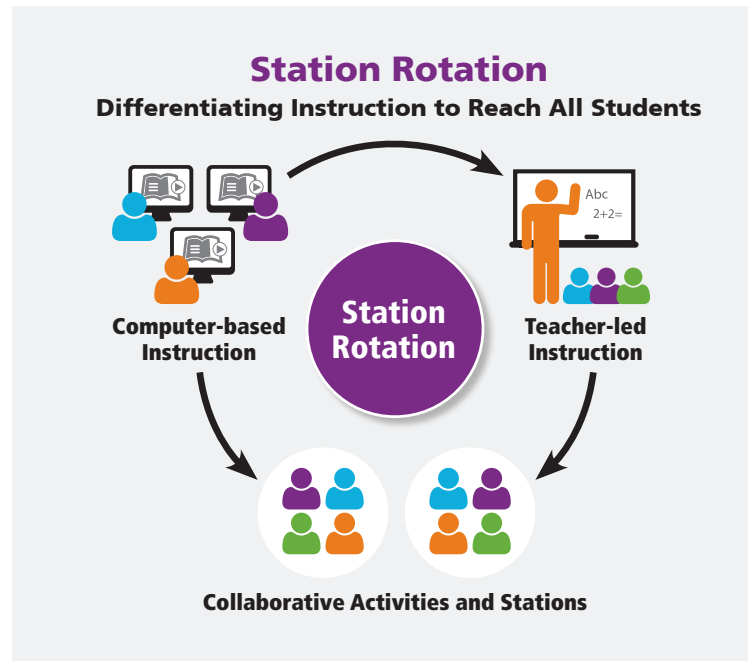 Station Rotation
Differentiating Instruction to Reach All Students
Abc
2+2=
Computer-based
Instruction
Station
Rotation
Teacher-led
Instruction
Collaborative Activities and Stations